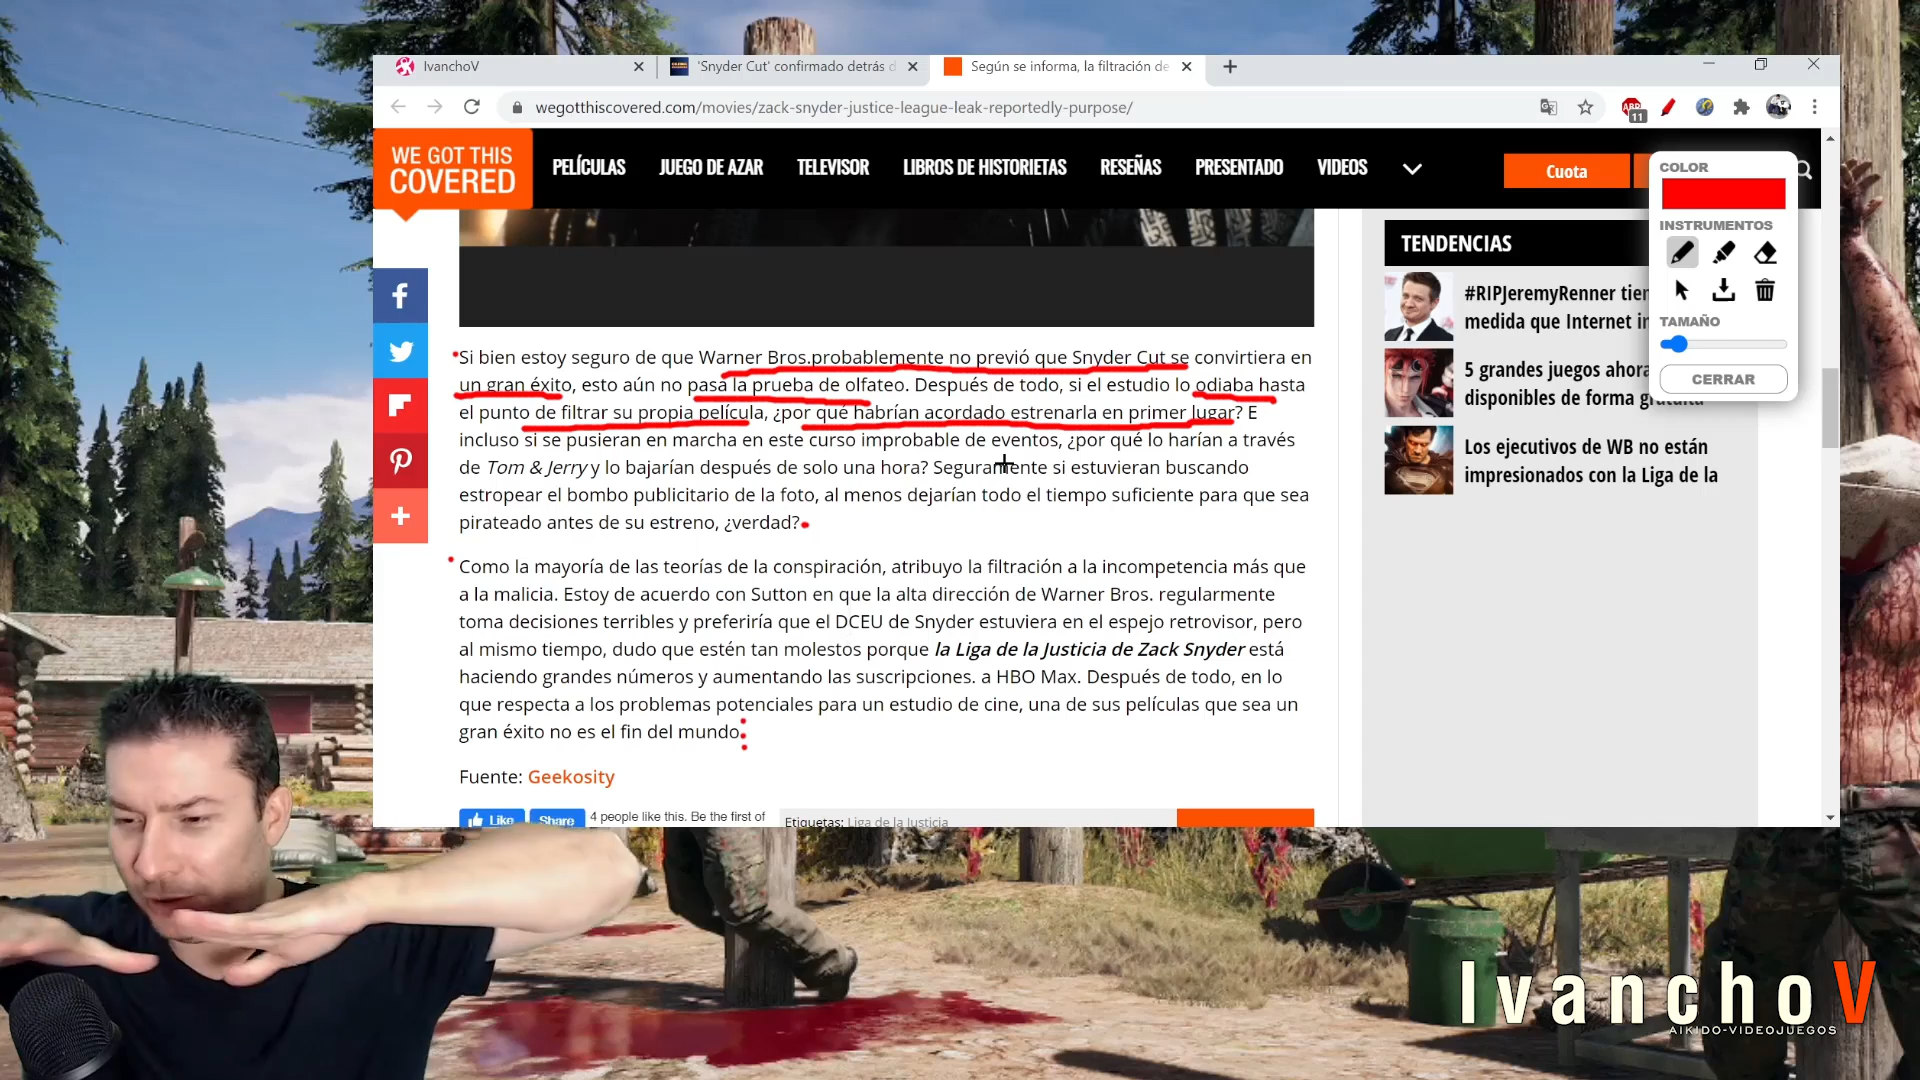 IvanchoV
'Snyder Cut' confirmado detrás d
Según se informa, la filtración de
wegotthiscovered.com/movies/zack-snyder-justice-league-leak-reportedly-purpose/
ABP
11
WE GOT THIS
COVERED
PELÍCULAS
JUEGO DE AZAR
TELEVISOR
LIBROS DE HISTORIETAS
RESEÑAS
PRESENTADO
VIDEOS
Cuota
COLOR
INSTRUMENTOS
TAMAÑO
CERRAR
TENDENCIAS
#RIPJeremyRenner tien
medida que Internet in
5 grandes juegos ahora
disponibles de forma gratuita
Los ejecutivos de WB no están
impresionados con la Liga de la
Si bien estoy seguro de que Warner Bros.probablemente no previó que Snyder Cut se convirtiera en
un gran éxito, esto aún no pasa la prueba de olfateo. Después de todo, si el estudio lo odiaba hasta
el punto de filtrar su propia película, ¿por qué habrían acordado estrenarla en primer lugar? E
incluso si se pusieran en marcha en este curso improbable de eventos, ¿por qué lo harían a través
de Tom & Jerry y lo bajarían después de solo una hora? Seguramente si estuvieran buscando
estropear el bombo publicitario de la foto, al menos dejarían todo el tiempo suficiente para que sea
pirateado antes de su estreno, ¿verdad?
Como la mayoría de las teorías de la conspiración, atribuyo la filtración a la incompetencia más que
a la malicia. Estoy de acuerdo con Sutton en que la alta dirección de Warner Bros. regularmente
toma decisiones terribles y preferiría que el DCEU de Snyder estuviera en el espejo retrovisor, pero
al mismo tiempo, dudo que estén tan molestos porque la Liga de la Justicia de Zack Snyder está
haciendo grandes números y aumentando las suscripciones. a HBO Max. Después de todo, en lo
que respecta a los problemas potenciales para un estudio de cine, una de sus películas que sea un
gran éxito no es el fin del mundo.
Fuente: Geekosity
Like
Share
4 people like this. Be the first of
Etiquetas: Liga de la Justicia
IvanchoV
AIKIDO-VIDEOJUEGOS